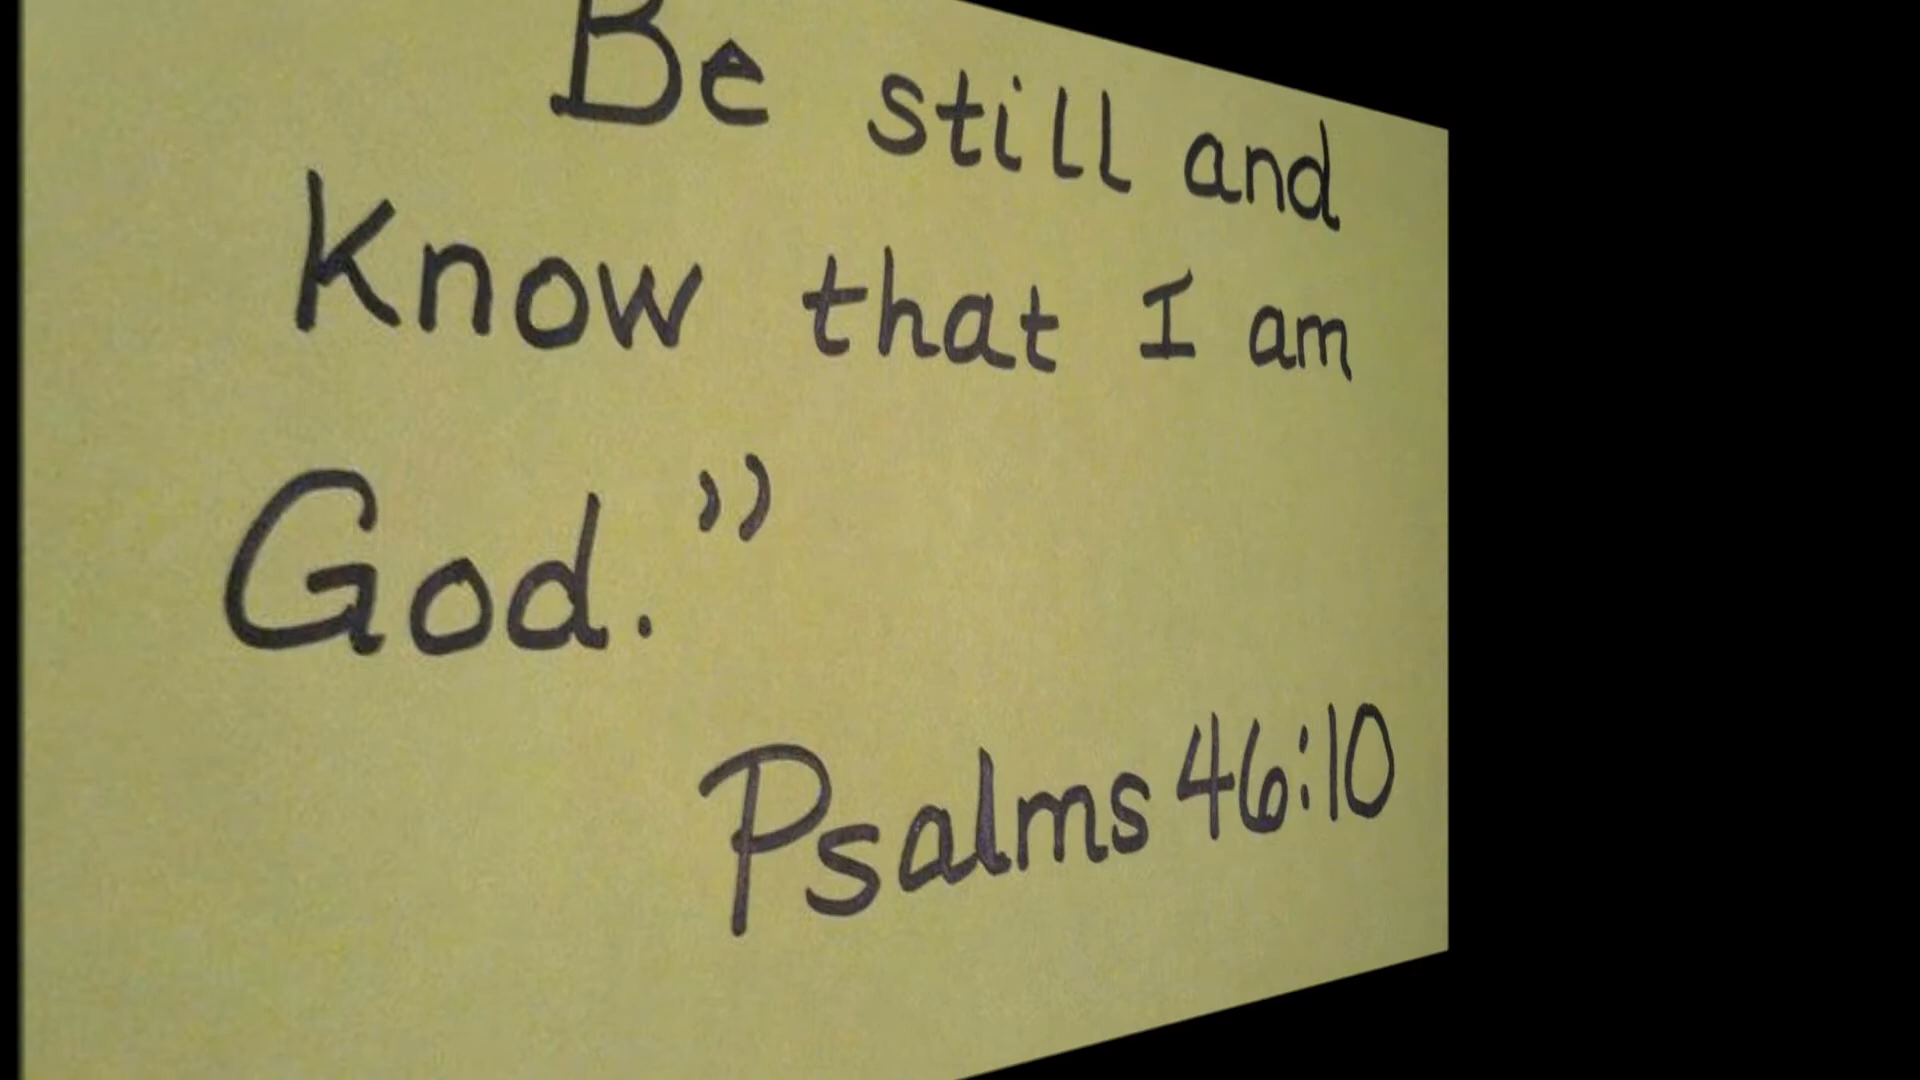 Be still and
Know that I am
God.”
Psalms 46:10